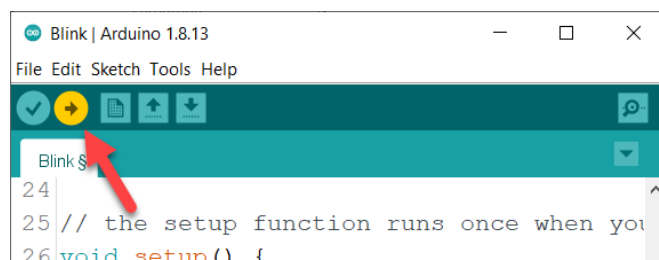 Blink | Arduino 1.8.13
File Edit Sketch Tools Help
Blink §
24
25 // the setup function runs once when you
26 void setup() {